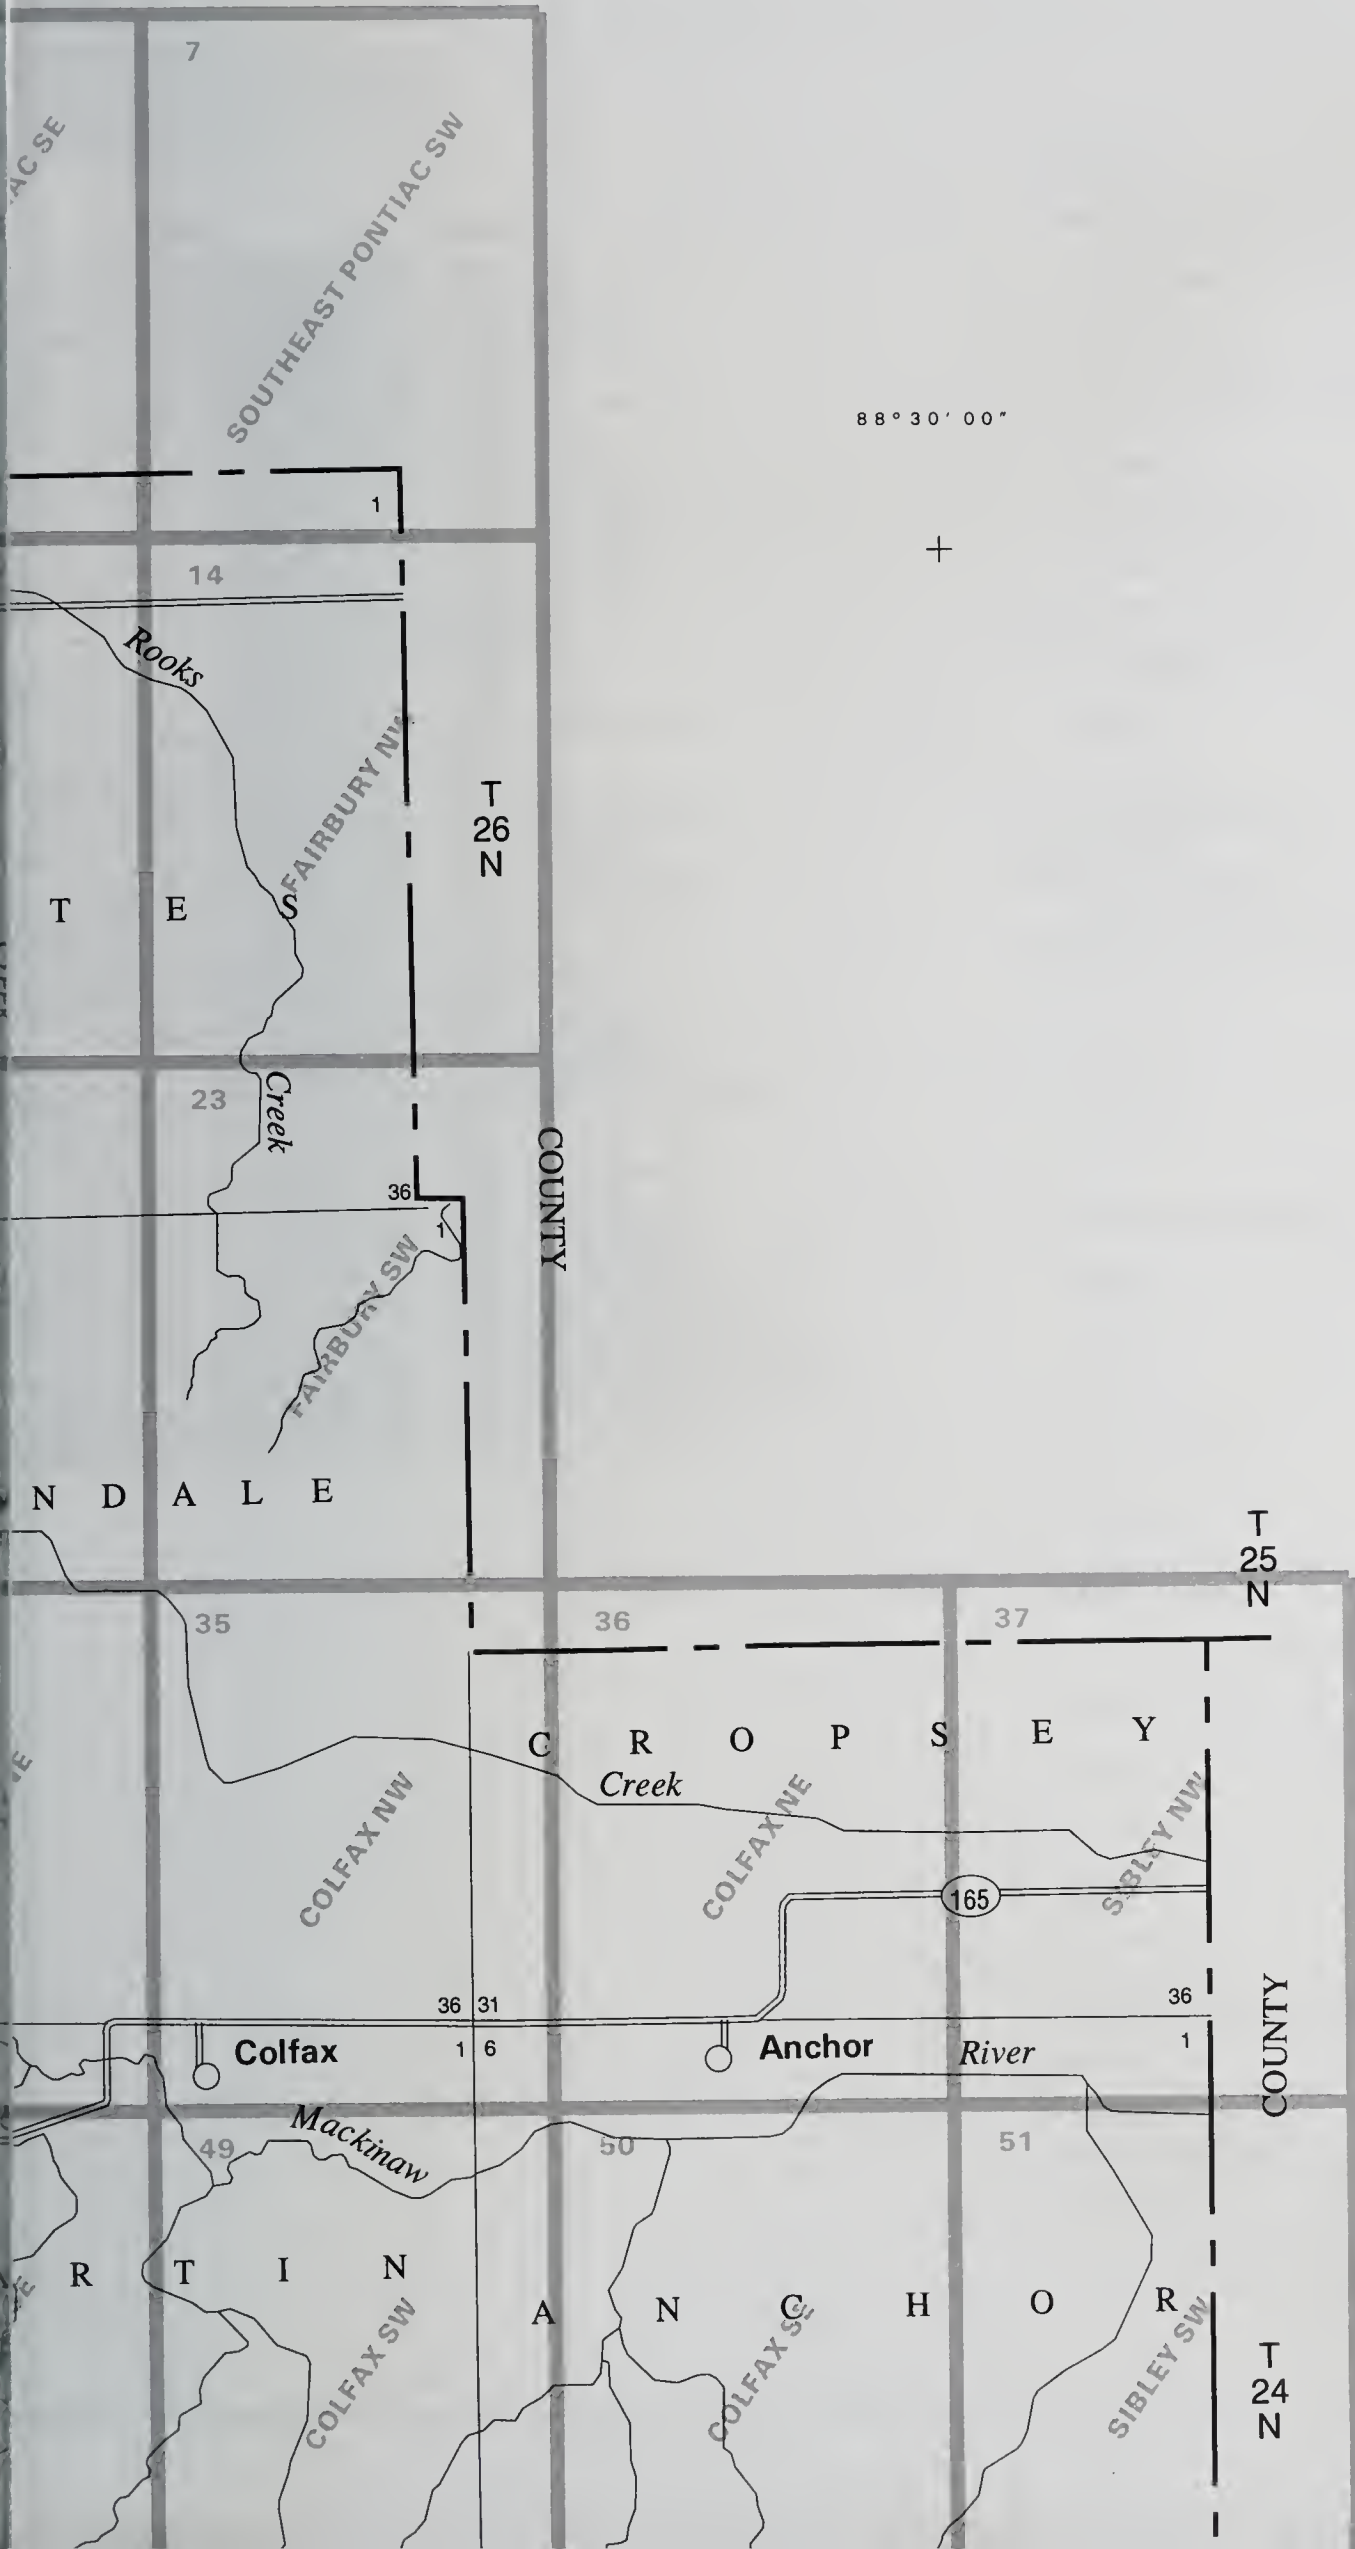 7
AC SE
SOUTHEAST PONTIAC SW
88°30'00"
1
14
Rooks
FAIRBURY NW
T
26
N
T E S
23
Creek
COUNTY
36
1
FAIRBURY SW
N D A L E
T
25
N
35
36
37
C R O P S E Y
Creek
COLFAX NW
COLFAX NE
SIBLEY NW
165
36 31
36
Colfax
1 6
Anchor
River
1
COUNTY
Mackinaw
49
50
51
R T I N
A N C H O R
COLFAX SW
COLFAX SE
SIBLEY SW
T
24
N